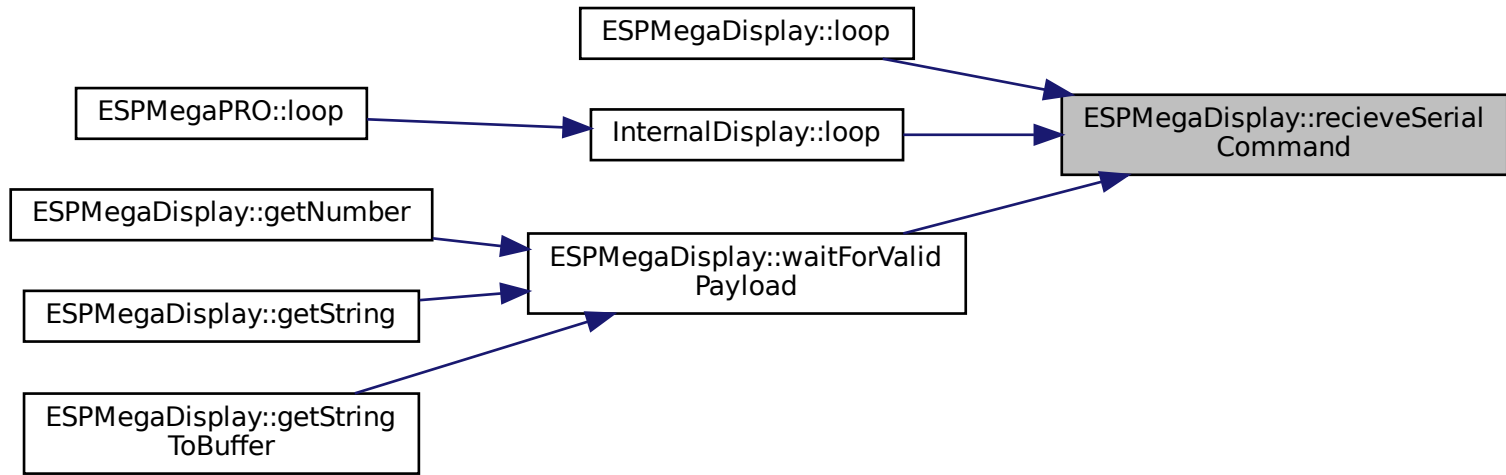 ESPMegaDisplay::loop
ESPMegaDisplay::recieveSerial
Command
ESPMegaPRO::loop
InternalDisplay::loop
ESPMegaDisplay::getNumber
ESPMegaDisplay::waitForValid
Payload
ESPMegaDisplay::getString
ESPMegaDisplay::getString
ToBuffer